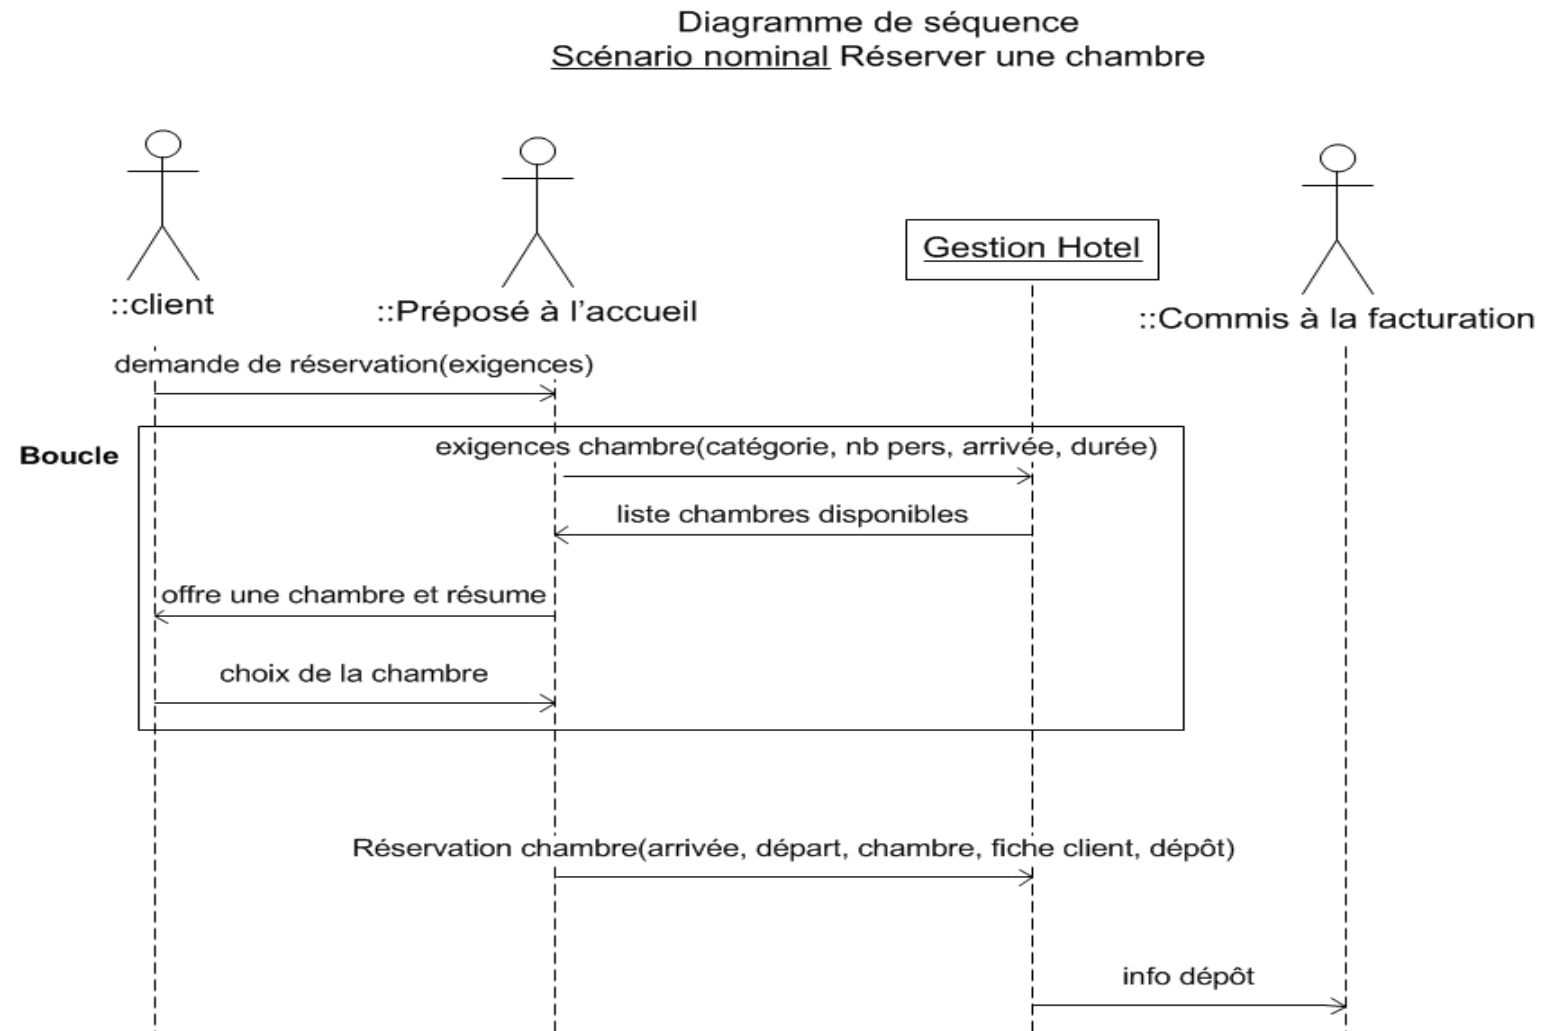 Diagramme de séquence
Scénario nominal Réserver une chambre
::client
::Préposé à l'accueil
Gestion Hotel
::Commis à la facturation
demande de réservation(exigences)
Boucle
exigences chambre(catégorie, nb pers, arrivée, durée)
liste chambres disponibles
offre une chambre et résume
choix de la chambre
Réservation chambre(arrivée, départ, chambre, fiche client, dépôt)
info dépôt